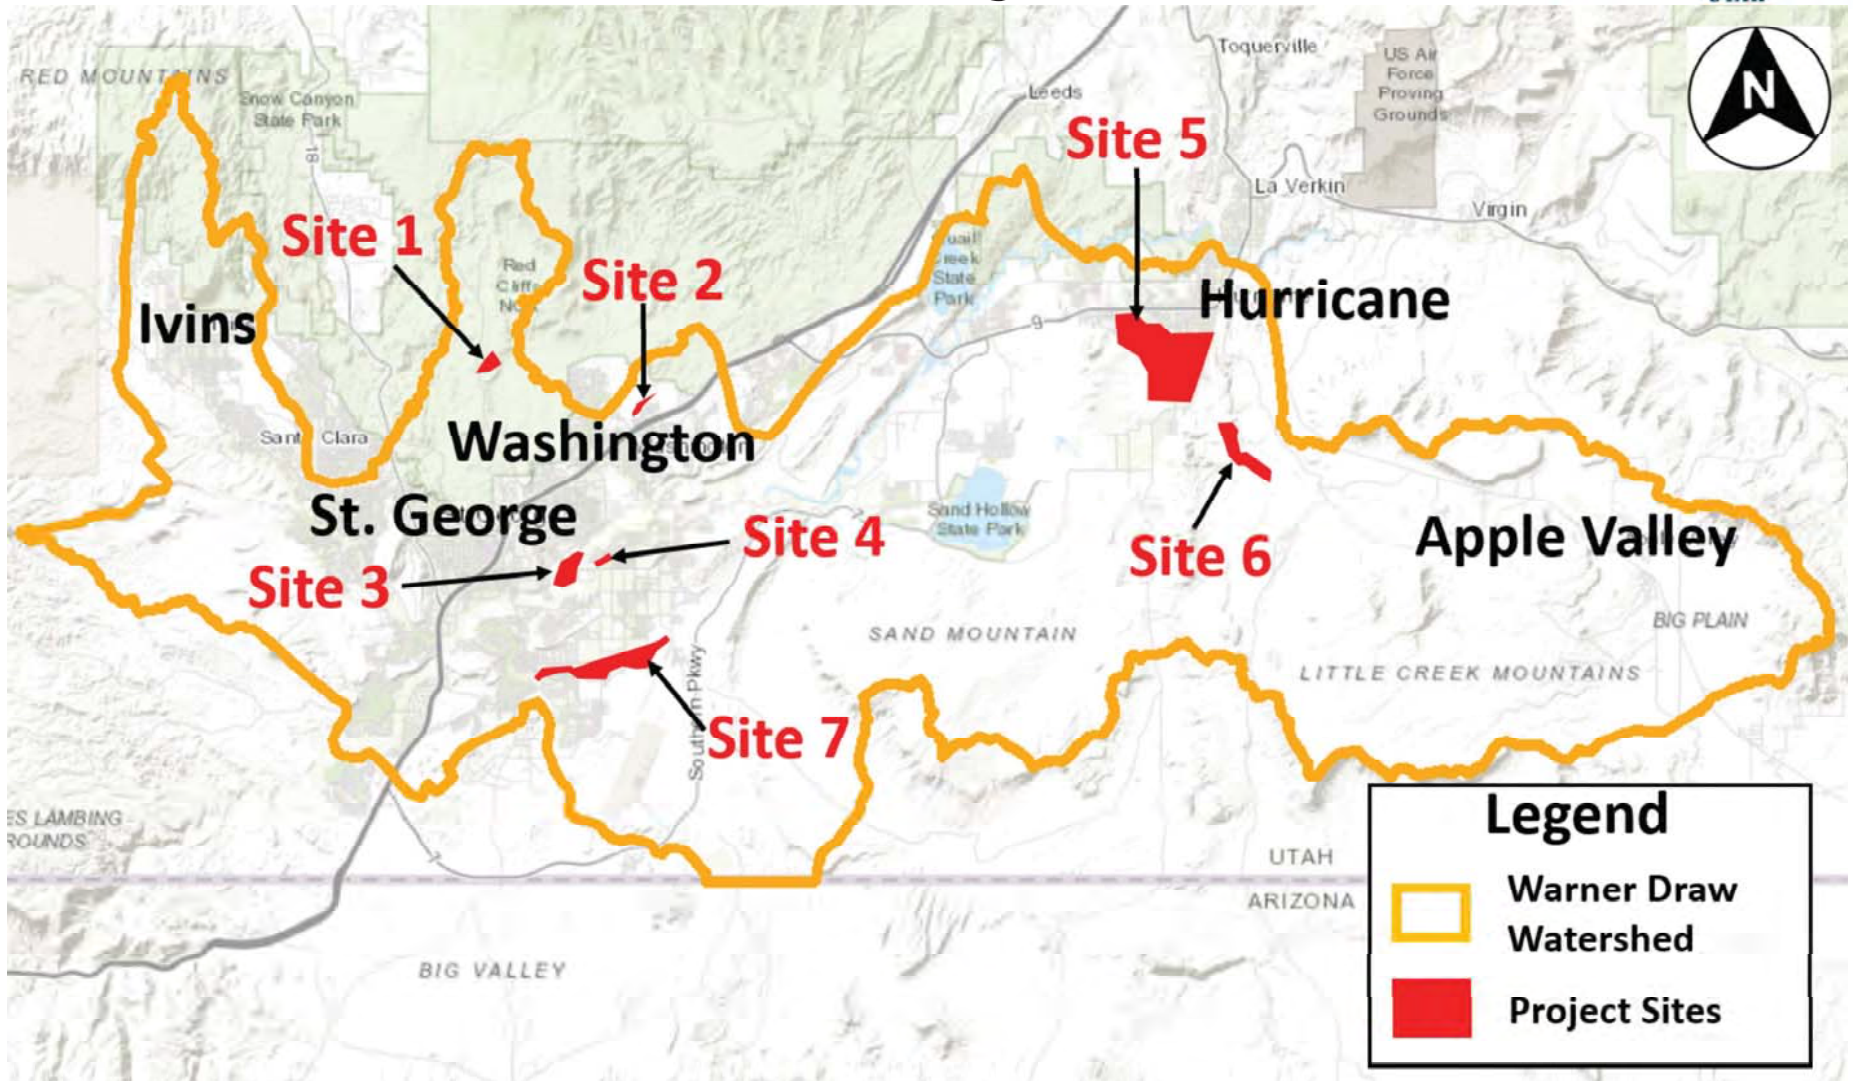 Toquerville
US Air
Force
Proving
Grounds
N
RED MOUNTAINS
Snow Canyon
State Park
Leeds
Site 5
18
La Verkin
Virgin
Site 1
Site 2
Red
Creek
State
Park
Ivins
Hurricane
9
Santa Clara
Washington
St. George
Sand Hollow
State Park
Site 4
Site 3
Site 6
Apple Valley
BIG PLAIN
SAND MOUNTAIN
LITTLE CREEK MOUNTAINS
Southern Pkwy
Site 7
ES LAMBING
ROUNDS
UTAH
ARIZONA
BIG VALLEY
Legend
Warner Draw
Watershed
Project Sites